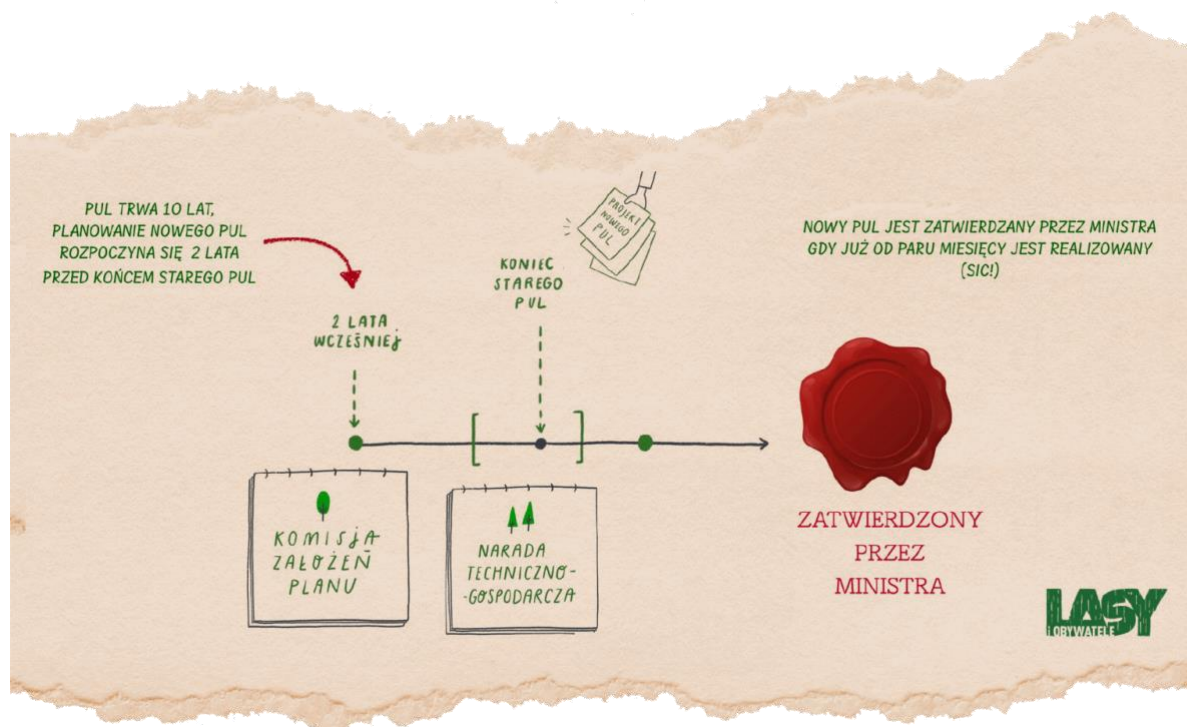 PUL TRWA 10 LAT,
PLANOWANIE NOWEGO PUL
ROZPOCZYNA SIĘ 2 LATA
PRZED KOŃCEM STAREGO PUL
2 LATA
WCZEŚNIEJ
KONIEC
STAREGO
PUL
PROJEKT
NOWEGO
PUL
NOWY PUL JEST ZATWIERDZANY PRZEZ MINISTRA
GDY JUŻ OD PARU MIESIĘCY JEST REALIZOWANY
(SIC!)
KOMISJA
ZAŁOŻEŃ
PLANU
NARADA
TECHNICZNO-
-GOSPODARCZA
ZATWIERDZONY
PRZEZ
MINISTRA
LASY
I OBYWATELE